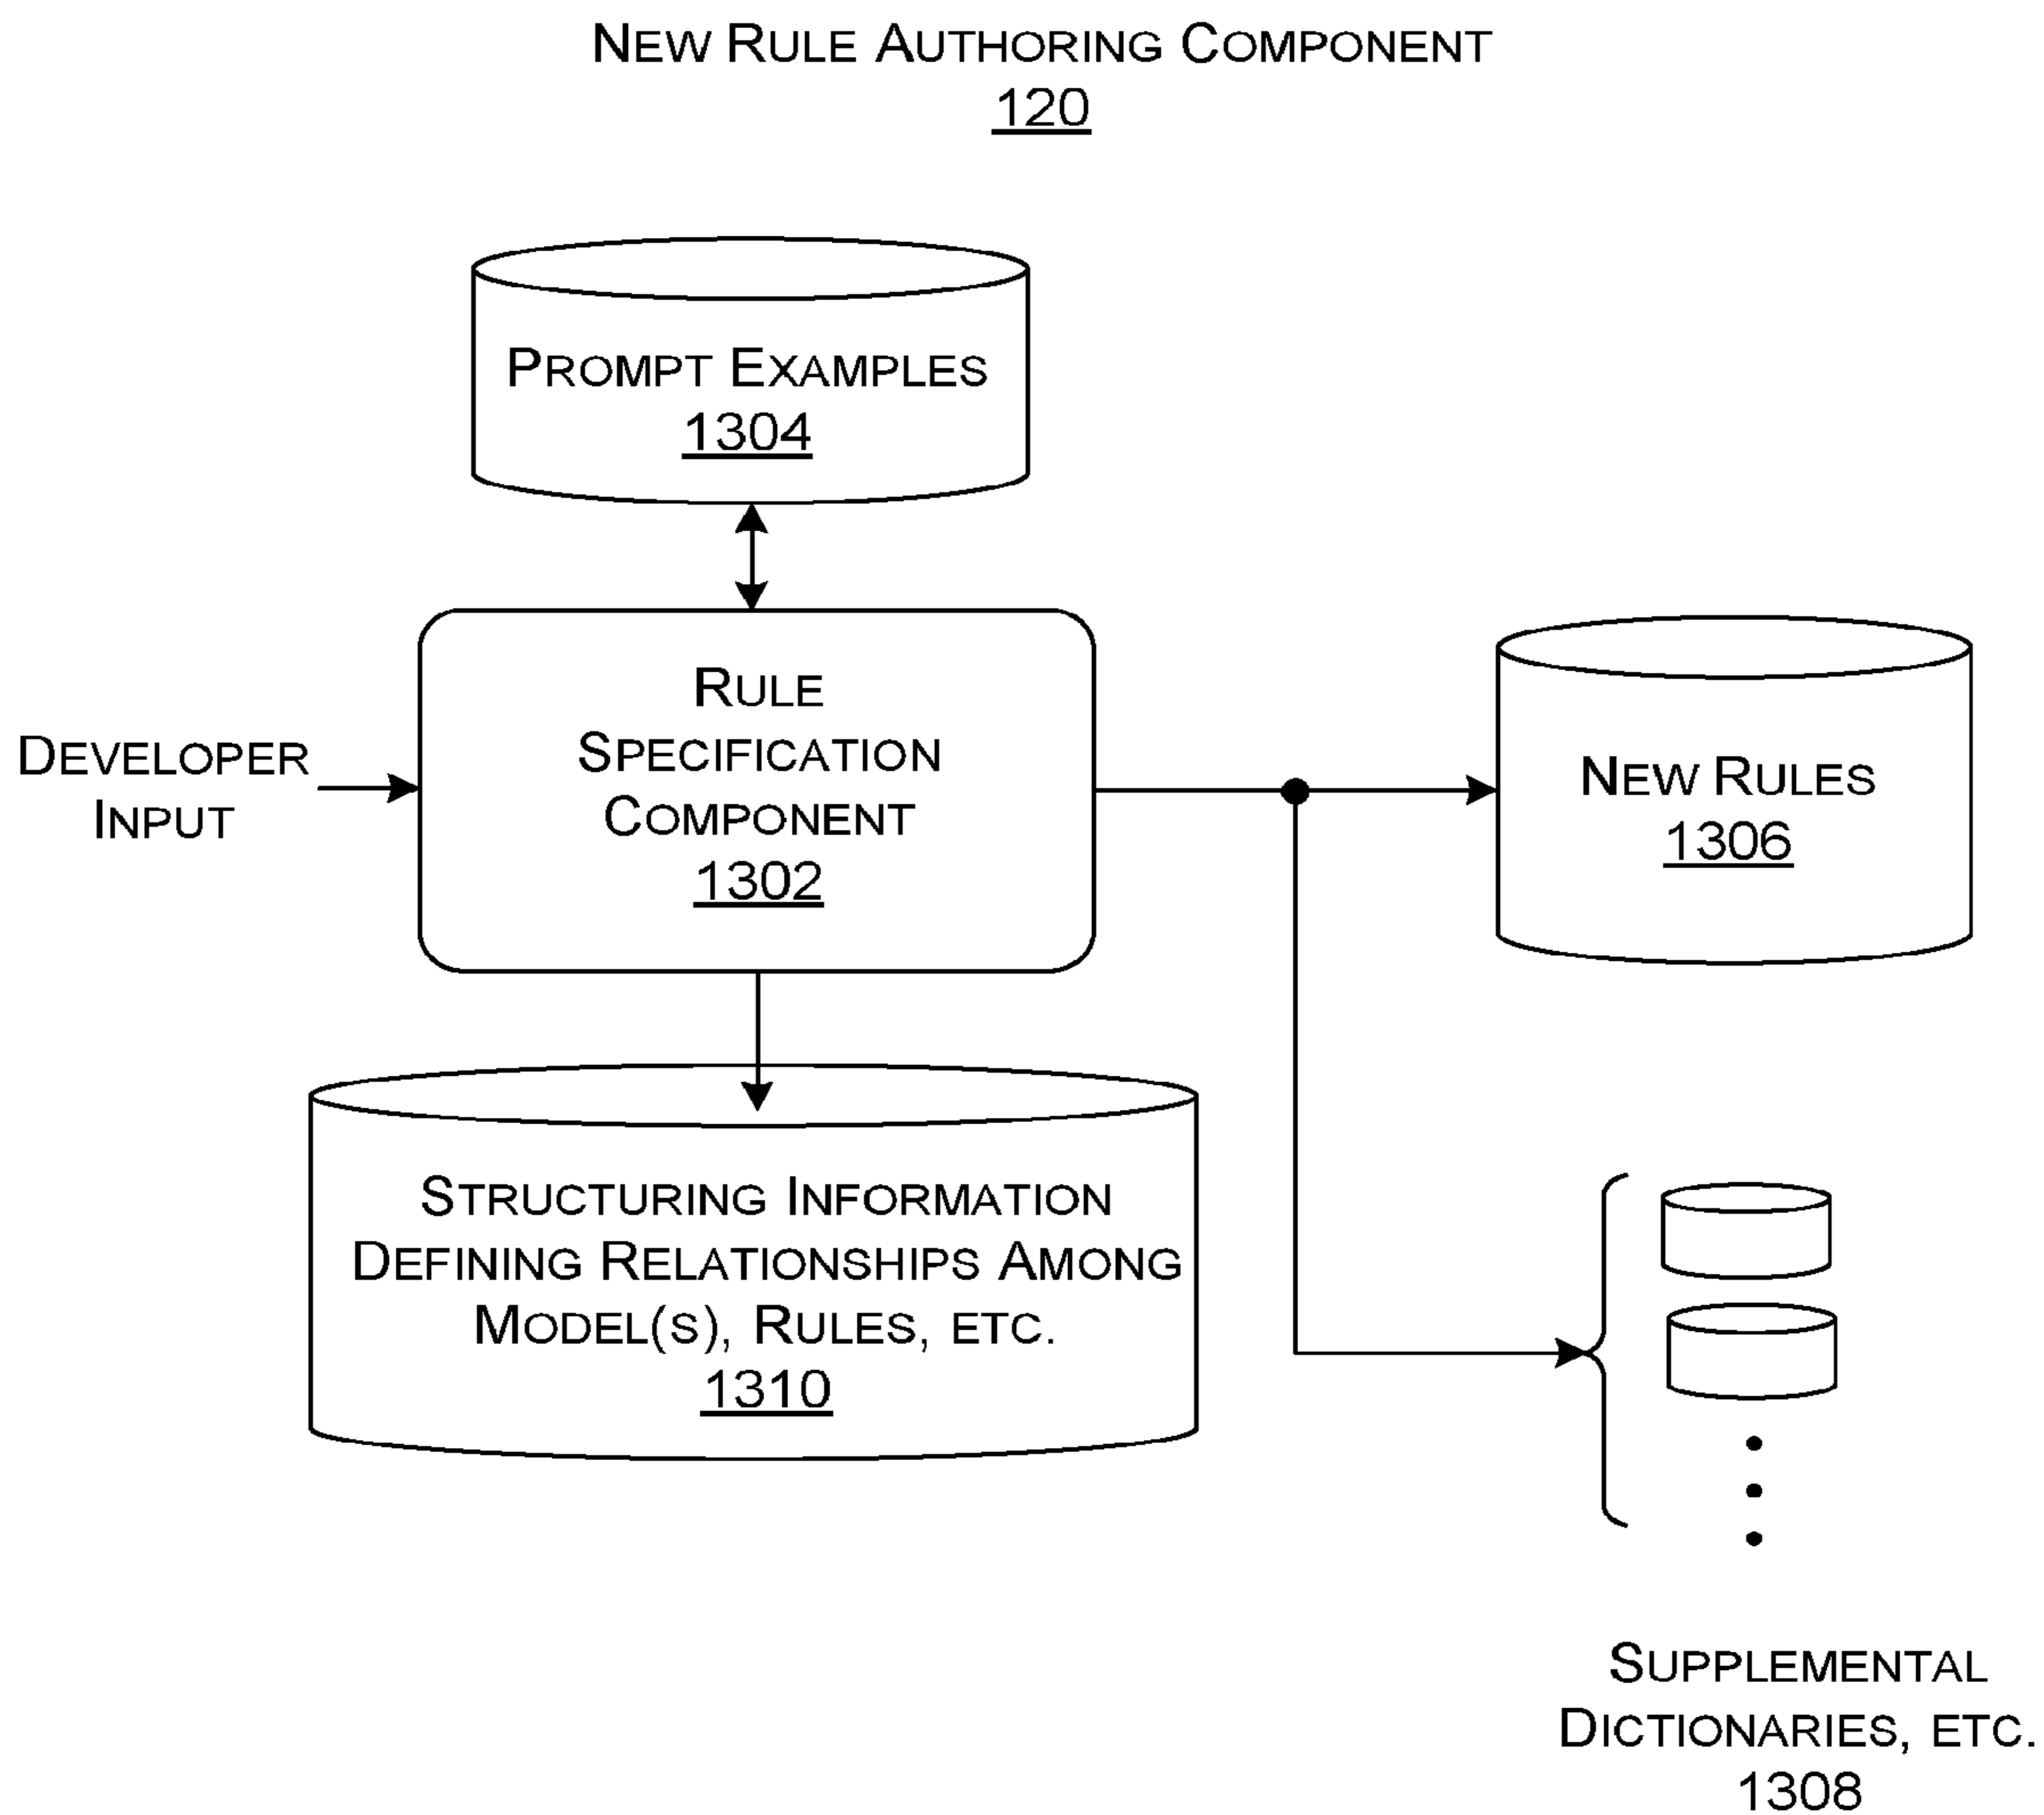 NEW RULE AUTHORING COMPONENT
120
PROMPT EXAMPLES
1304
RULE
SPECIFICATION
COMPONENT
1302
DEVELOPER
INPUT
NEW RULES
1306
STRUCTURING INFORMATION
DEFINING RELATIONSHIPS AMONG
MODEL(S), RULES, ETC.
1310
SUPPLEMENTAL
DICTIONARIES, ETC.
1308